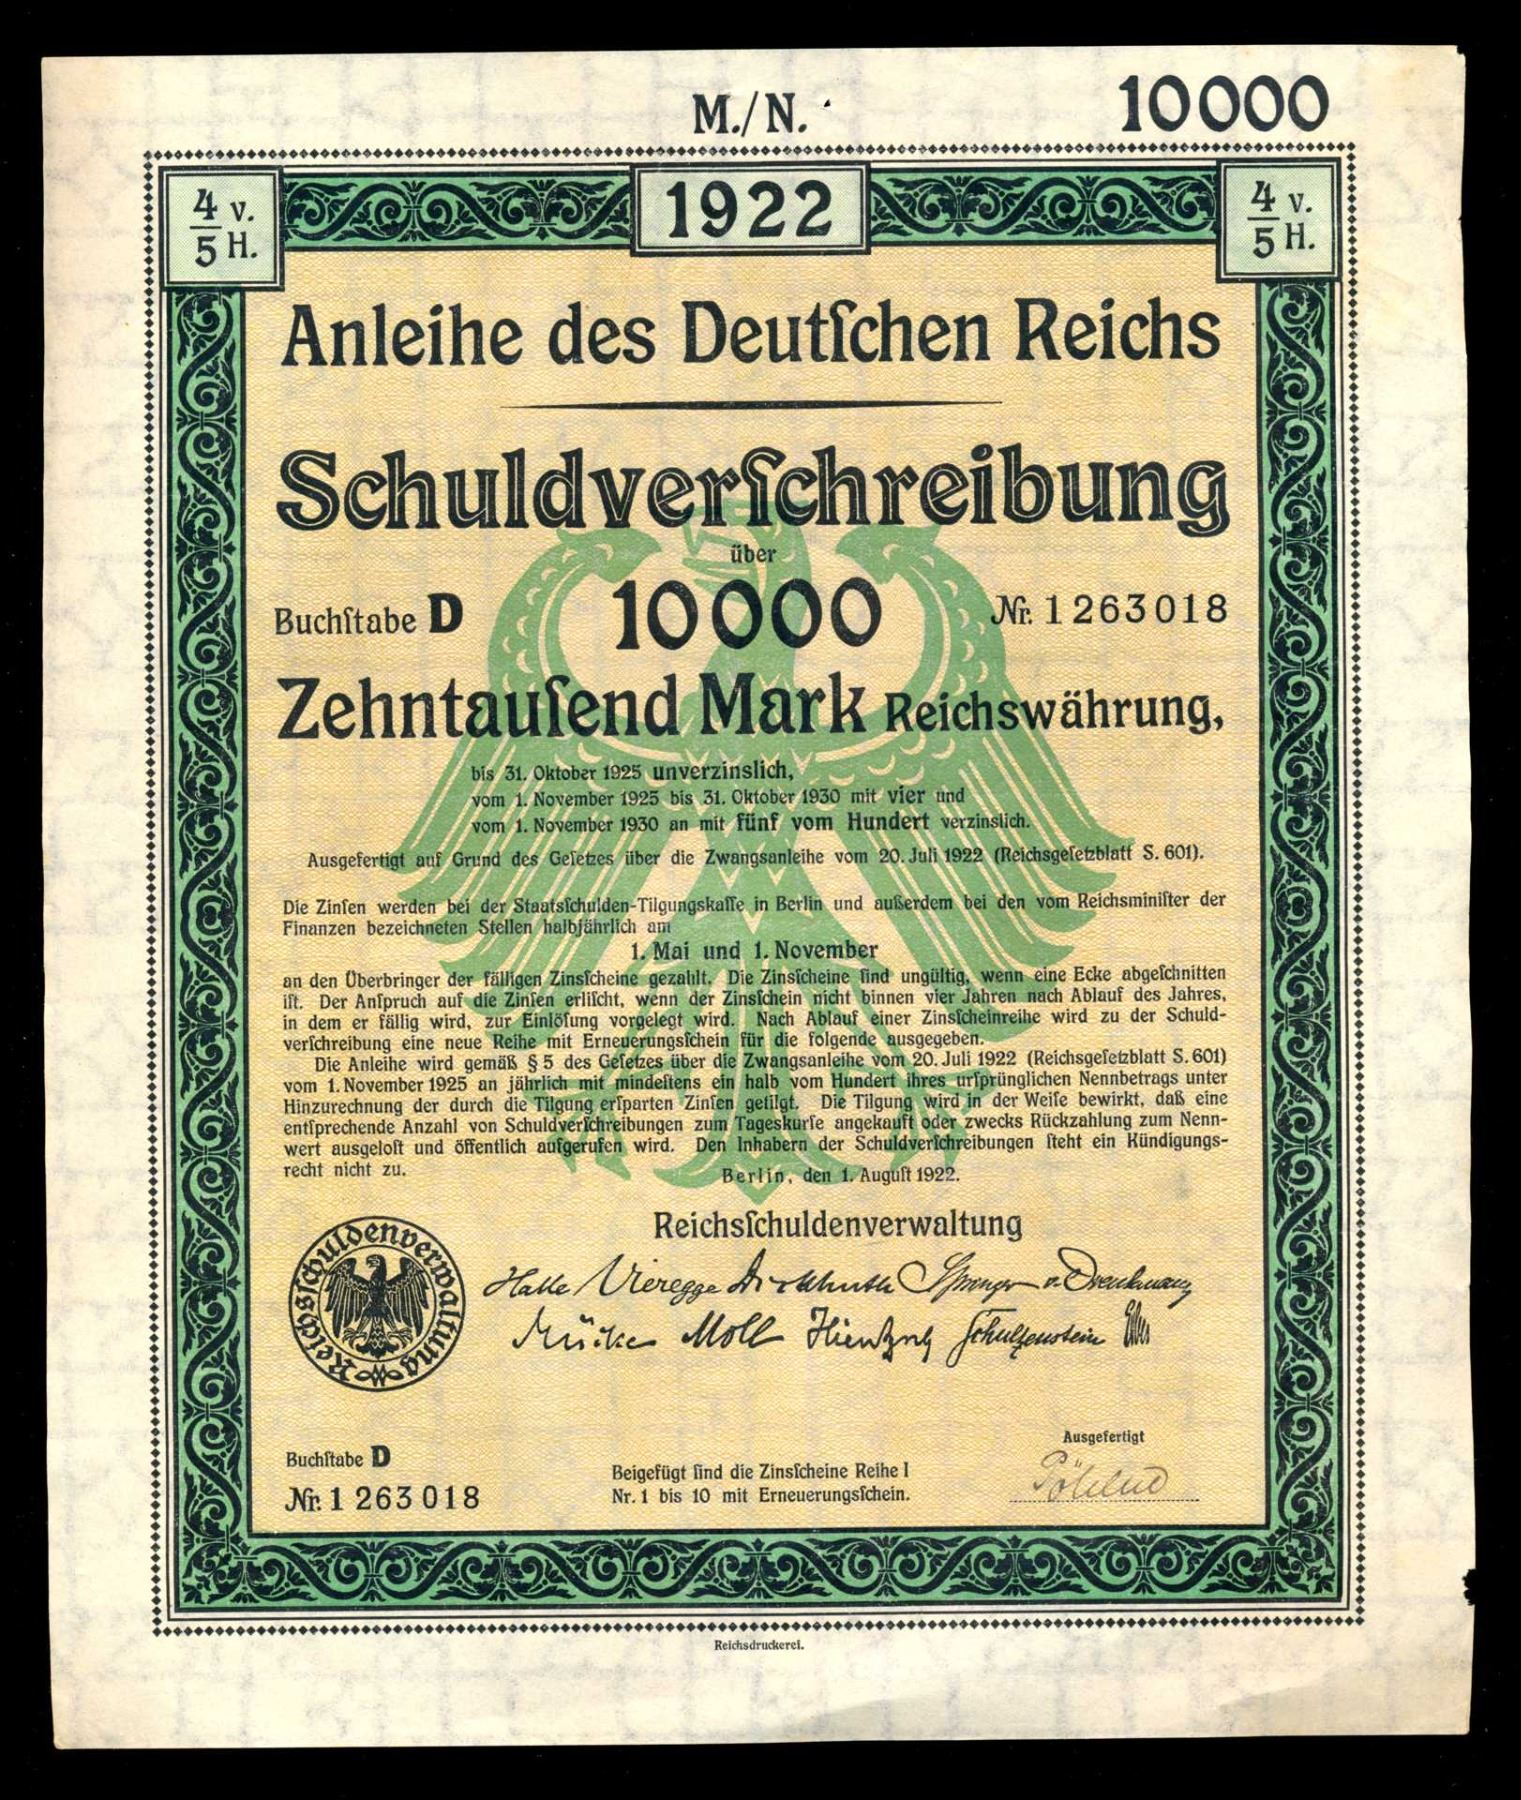 M./N. 10000
4/5 v. H. 1922 4/5 v. H.
Anleihe des Deutſchen Reichs
Schuldverſchreibung
über
Buchſtabe D 10000 Nr. 1263018
Zehntauſend Mark Reichswährung,
bis 31. Oktober 1925 unverzinslich,
vom 1. November 1925 bis 31. Oktober 1930 mit vier und
vom 1. November 1930 an mit fünf vom Hundert verzinslich.
Ausgefertigt auf Grund des Geſetzes über die Zwangsanleihe vom 20. Juli 1922 (Reichsgeſetzblatt S. 601).
Die Zinſen werden bei der Staatsſchulden-Tilgungskaſſe in Berlin und außerdem bei den vom Reichsminiſter der
Finanzen bezeichneten Stellen halbjährlich am
1. Mai und 1. November
an den Überbringer der fälligen Zinsſcheine gezahlt. Die Zinsſcheine ſind ungültig, wenn eine Ecke abgeſchnitten
iſt. Der Anſpruch auf die Zinſen erliſcht, wenn der Zinsſchein nicht binnen vier Jahren nach Ablauf des Jahres,
in dem er fällig wird, zur Einlöſung vorgelegt wird. Nach Ablauf einer Zinsſcheinreihe wird zu der Schuld-
verſchreibung eine neue Reihe mit Erneuerungsſchein für die folgende ausgegeben.
Die Anleihe wird gemäß § 5 des Geſetzes über die Zwangsanleihe vom 20. Juli 1922 (Reichsgeſetzblatt S. 601)
vom 1. November 1925 an jährlich mit mindeſtens ein halb vom Hundert ihres urſprünglichen Nennbetrags unter
Hinzurechnung der durch die Tilgung erſparten Zinſen getilgt. Die Tilgung wird in der Weiſe bewirkt, daß eine
entſprechende Anzahl von Schuldverſchreibungen zum Tageskurſe angekauft oder zwecks Rückzahlung zum Nenn-
wert ausgeloſt und öffentlich aufgerufen wird. Den Inhabern der Schuldverſchreibungen ſteht ein Kündigungs-
recht nicht zu.
Berlin, den 1. Auguſt 1922.
Reichsſchuldenverwaltung
Reichsſchuldenverwaltung
Halle Vieregge Springer
Mücke Moll Schultzenstein
Ausgefertigt
Buchſtabe D
Beigefügt ſind die Zinsſcheine Reihe I
Nr. 1 263 018
Nr. 1 bis 10 mit Erneuerungsſchein.
Reichsdruckerei.